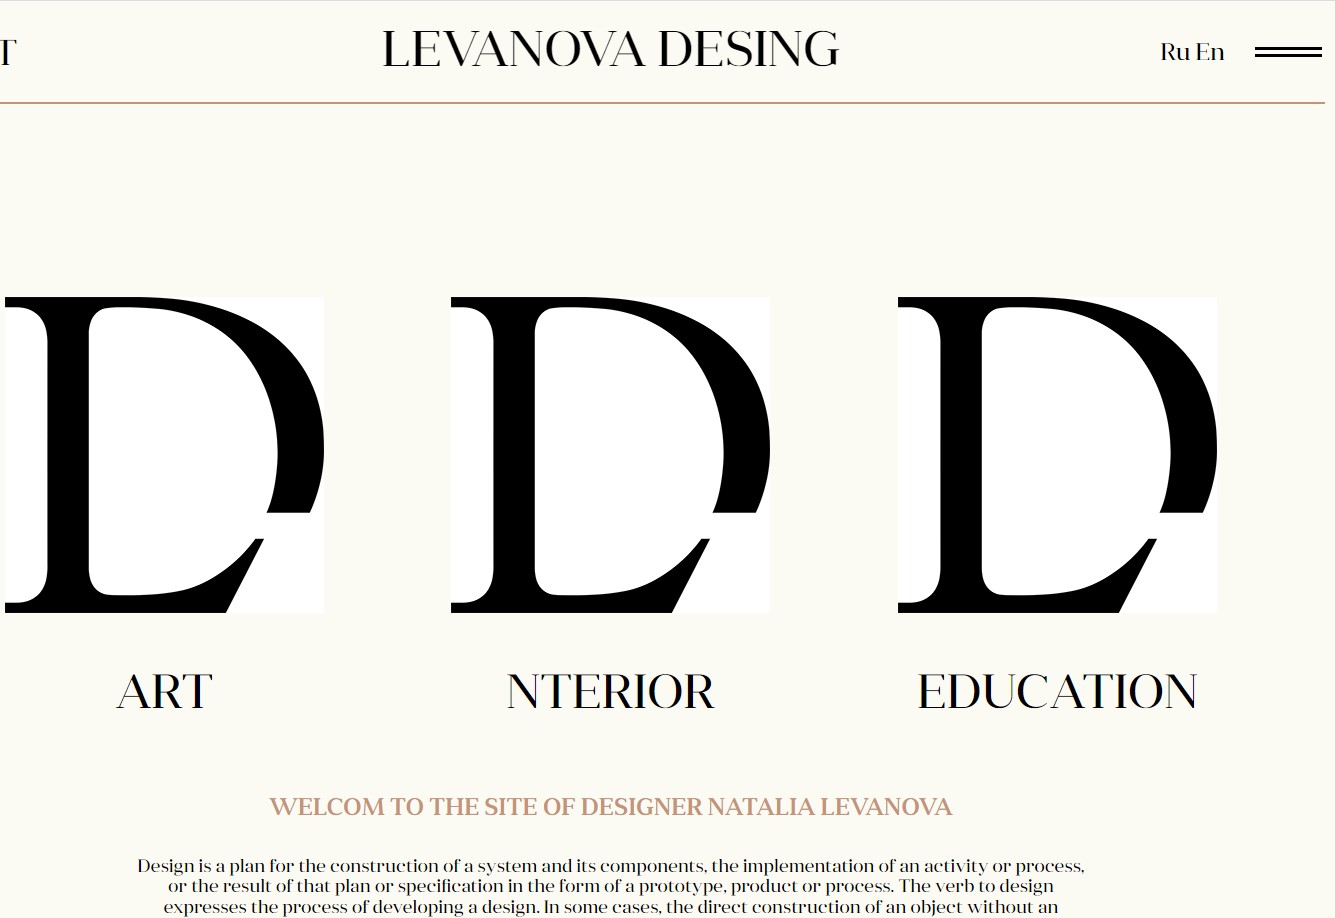 T
LEVANOVA DESING
Ru En
ART
NTERIOR
EDUCATION
WELCOM TO THE SITE OF DESIGNER NATALIA LEVANOVA
Design is a plan for the construction of a system and its components, the implementation of an activity or process,
or the result of that plan or specification in the form of a prototype, product or process. The verb to design
expresses the process of developing a design. In some cases, the direct construction of an object without an